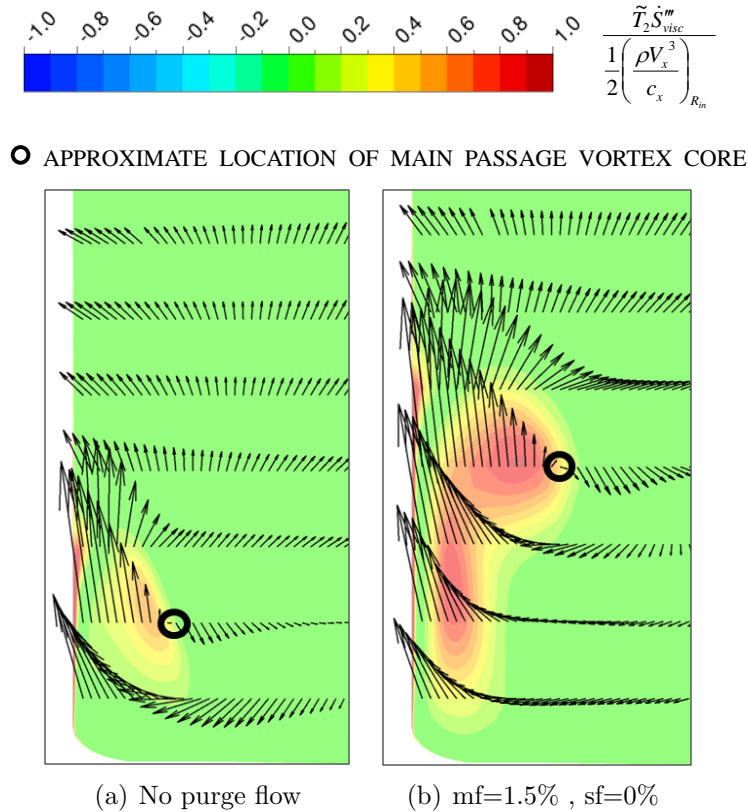 -1.0 -0.8 -0.6 -0.4 -0.2 0.0 0.2 0.4 0.6 0.8 1.0
T̃₂Ṡ‴_visc
1/2(ρVₓ³/cₓ)_R_in
APPROXIMATE LOCATION OF MAIN PASSAGE VORTEX CORE
(a) No purge flow
(b) mf=1.5% , sf=0%